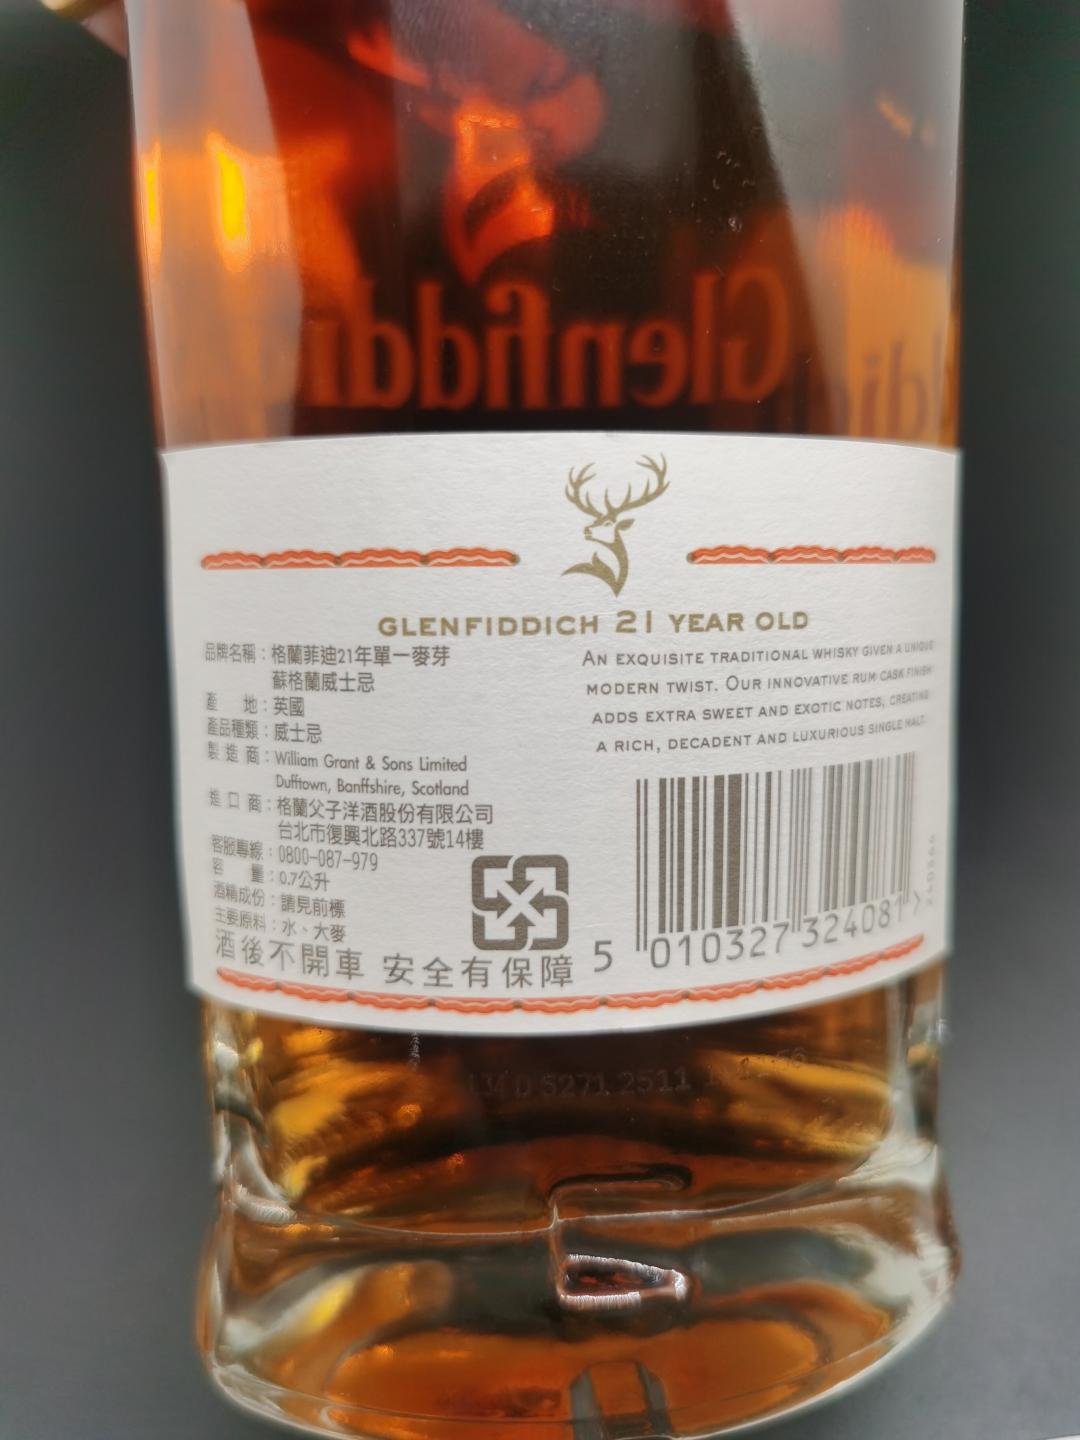 Glenfiddi
GLENFIDDICH 21 YEAR OLD
品牌名稱：格蘭菲迪21年單一麥芽
蘇格蘭威士忌
產 地：英國
產品種類：威士忌
製造商：William Grant & Sons Limited
Dufftown, Banffshire, Scotland
進口商：格蘭父子洋酒股份有限公司
台北市復興北路337號14樓
客服專線：0800-087-979
容 量：0.7公升
酒精成份：請見前標
主要原料：水、大麥
酒後不開車 安全有保障
AN EXQUISITE TRADITIONAL WHISKY GIVEN A UNIQUE
MODERN TWIST. OUR INNOVATIVE RUM CASK FINISH
ADDS EXTRA SWEET AND EXOTIC NOTES, CREATING
A RICH, DECADENT AND LUXURIOUS SINGLE MALT.
5 010327 324081 >
5271 2511